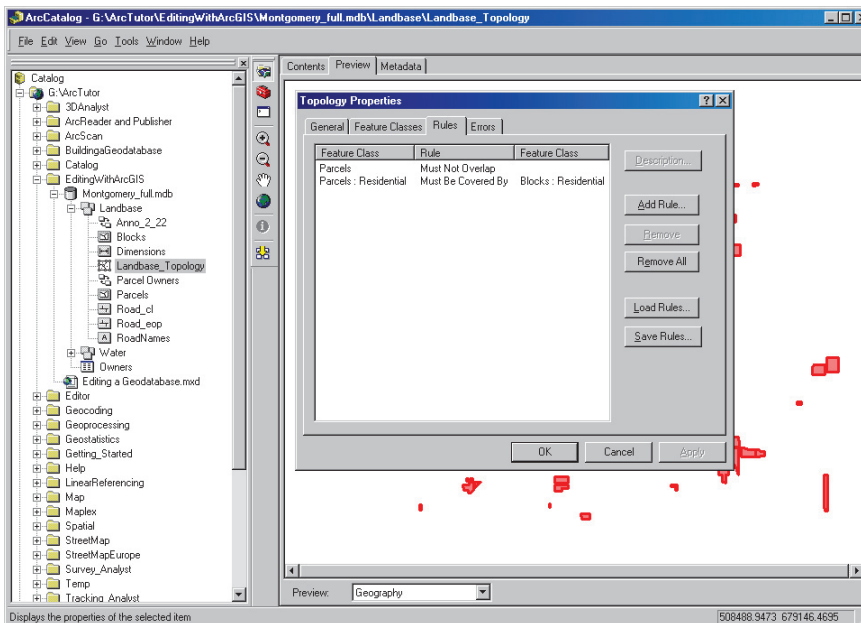 ArcCatalog - G:\ArcTutor\EditingWithArcGIS\Montgomery_full.mdb\Landbase\Landbase_Topology
File Edit View Go Tools Window Help
Catalog
G:\ArcTutor
3DAnalyst
ArcReader and Publisher
ArcScan
BuildingaGeodatabase
Catalog
EditingWithArcGIS
Montgomery_full.mdb
Landbase
Anno_2_22
Blocks
Dimensions
Landbase_Topology
Parcel Owners
Parcels
Road_cl
Road_eop
RoadNames
Water
Owners
Editing a Geodatabase.mxd
Editor
Geocoding
Geoprocessing
Geostatistics
Getting_Started
Help
LinearReferencing
Map
Maplex
Spatial
StreetMap
StreetMapEurope
Survey_Analyst
Temp
Tracking_Analyst
Contents Preview Metadata
Topology Properties
General Feature Classes Rules Errors
Feature Class Rule Feature Class
Parcels Must Not Overlap
Parcels : Residential Must Be Covered By Blocks : Residential
Description...
Add Rule...
Remove
Remove All
Load Rules...
Save Rules...
OK Cancel Apply
Preview: Geography
Displays the properties of the selected item
508488.9473 679146.4695